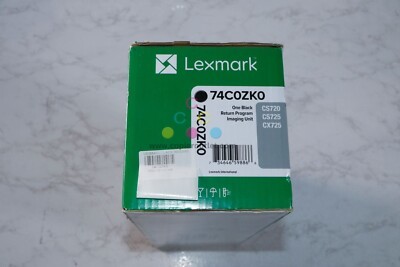 Lexmark
74C0ZK0
One Black
Return Program
Imaging Unit
CS720
CS725
CX725
74C0ZK0